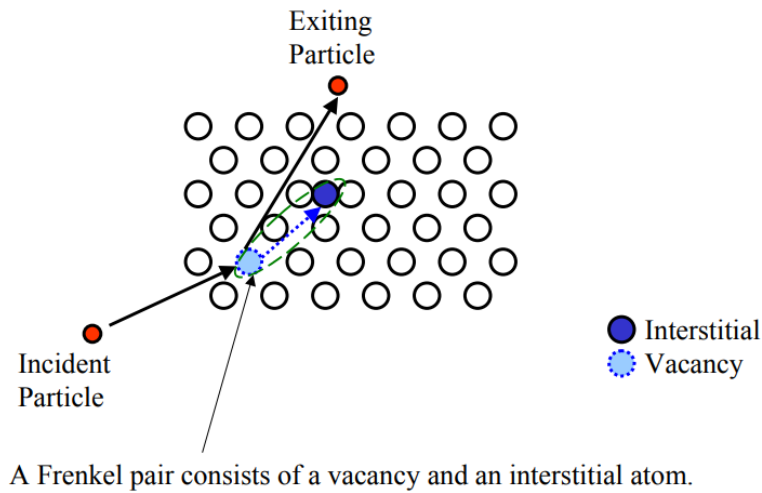 Exiting
Particle
Incident
Particle
Interstitial
Vacancy
A Frenkel pair consists of a vacancy and an interstitial atom.